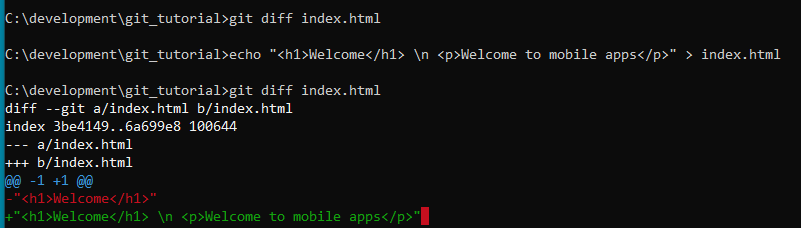 C:\development\git_tutorial>git diff index.html
C:\development\git_tutorial>echo "<h1>Welcome</h1> \n <p>Welcome to mobile apps</p>" > index.html
C:\development\git_tutorial>git diff index.html
diff --git a/index.html b/index.html
index 3be4149..6a699e8 100644
--- a/index.html
+++ b/index.html
@@ -1 +1 @@
-"<h1>Welcome</h1>"
+"<h1>Welcome</h1> \n <p>Welcome to mobile apps</p>"